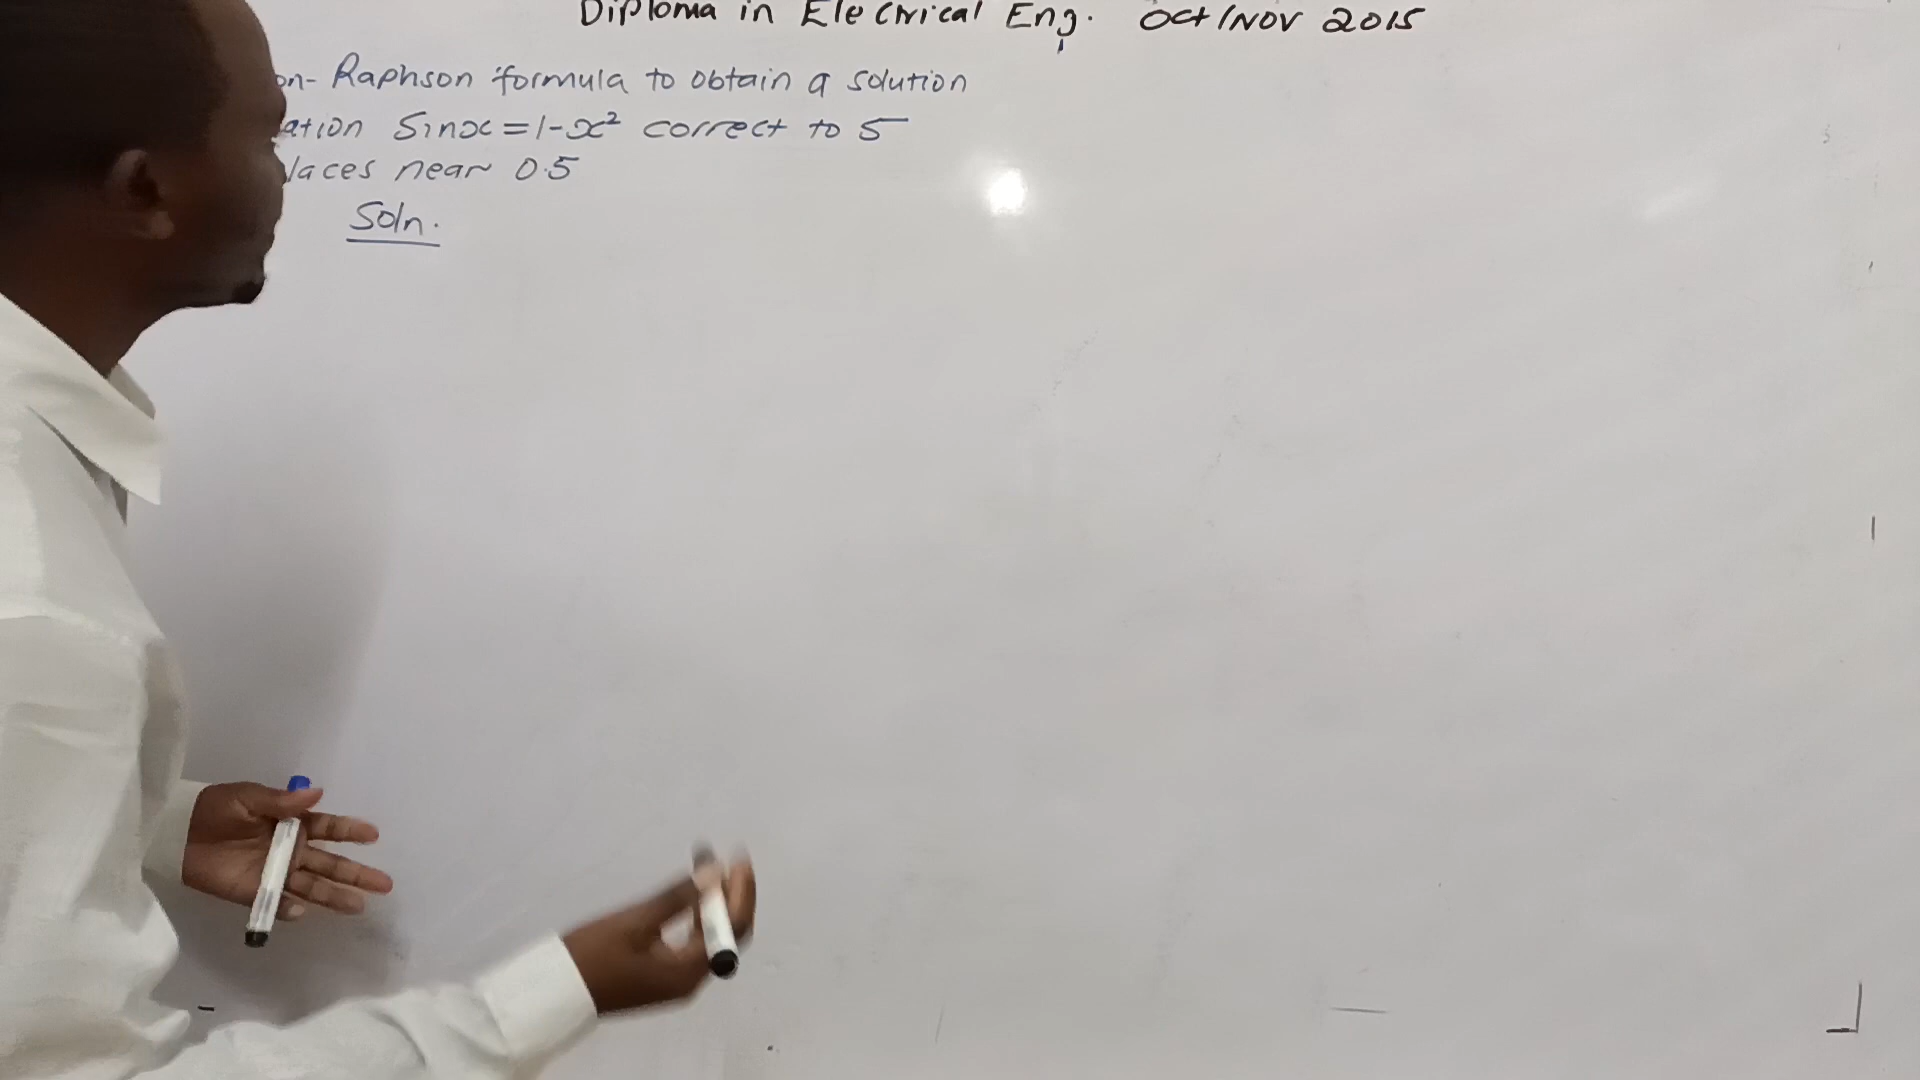 Diploma in Electrical Eng. Oct/NOV 2015
on-Raphson formula to obtain a solution
ation Sinx=1-x² correct to 5
laces near 0.5
Soln.